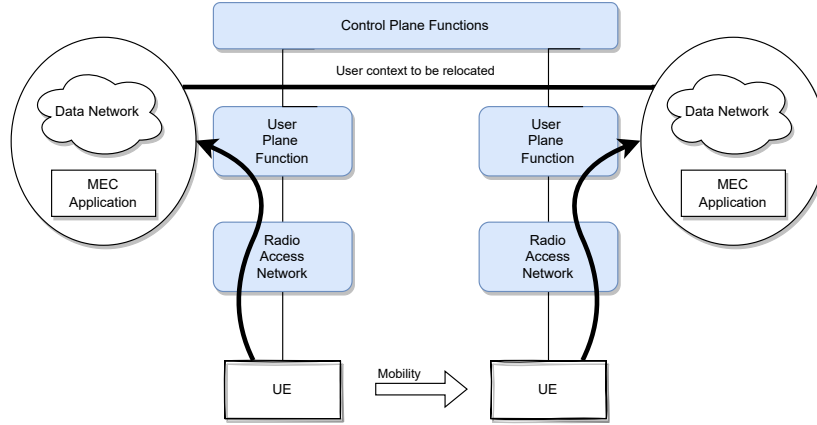 Control Plane Functions
User context to be relocated
Data Network
MEC
Application
User
Plane
Function
User
Plane
Function
Data Network
MEC
Application
Radio
Access
Network
Radio
Access
Network
UE
Mobility
UE